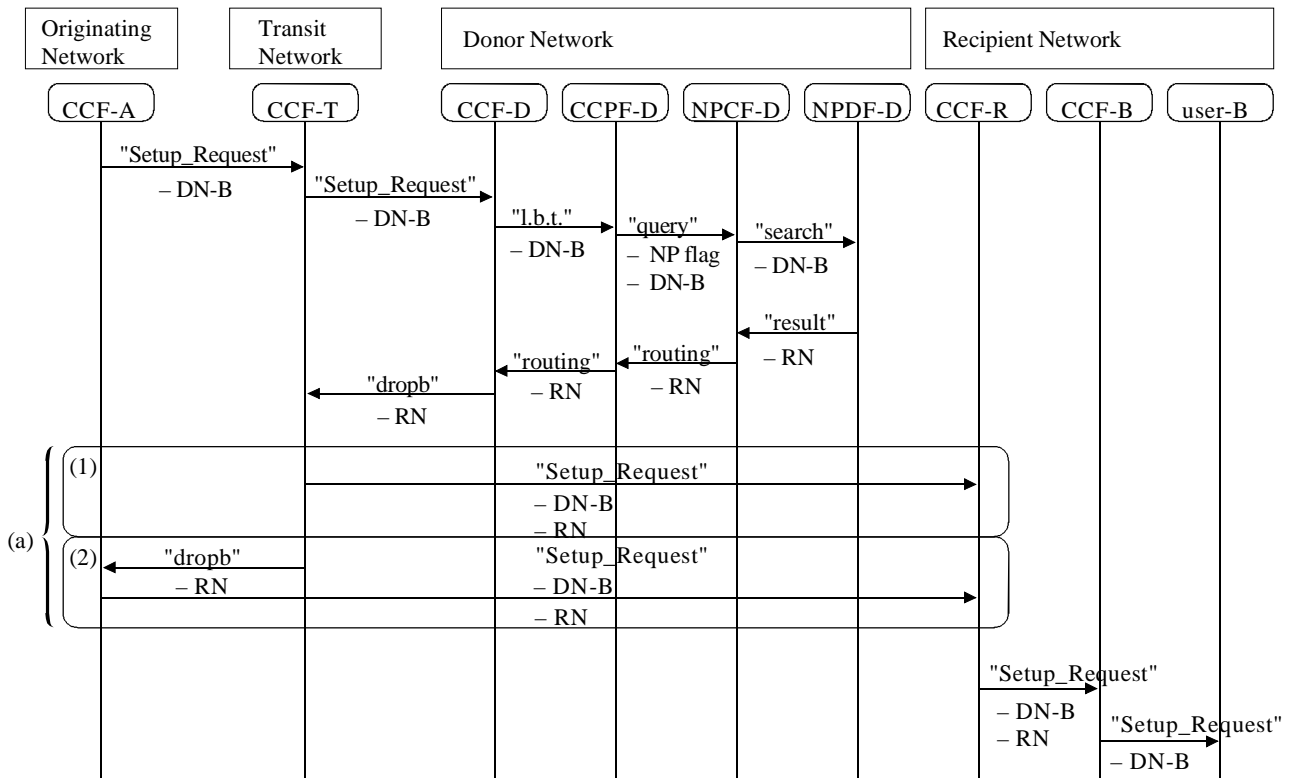 Originating
Network
Transit
Network
Donor Network
Recipient Network
CCF-A
CCF-T
CCF-D
CCPF-D
NPCF-D
NPDF-D
CCF-R
CCF-B
user-B
"Setup_Request"
– DN-B
"Setup_Request"
– DN-B
"l.b.t."
– DN-B
"query"
– NP flag
– DN-B
"search"
– DN-B
"result"
– RN
"routing"
– RN
"routing"
– RN
"dropb"
– RN
(a)
(1)
"Setup_Request"
– DN-B
– RN
(2)
"dropb"
– RN
"Setup_Request"
– DN-B
– RN
"Setup_Request"
– DN-B
– RN
"Setup_Request"
– DN-B